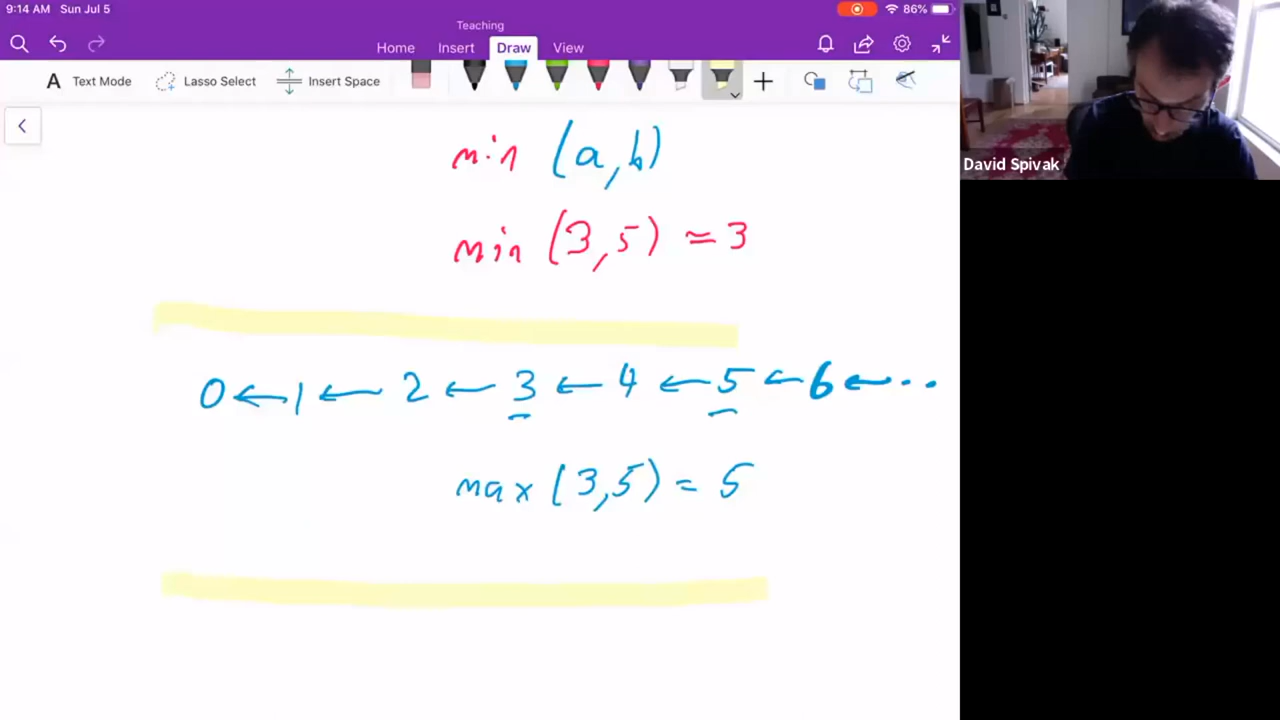 9:14 AM Sun Jul 5
86%
Teaching
Home Insert Draw View
A Text Mode Lasso Select Insert Space
David Spivak
min (a,b)
min (3,5) = 3
0 ← 1 ← 2 ← 3 ← 4 ← 5 ← 6 ← ..
max (3,5) = 5